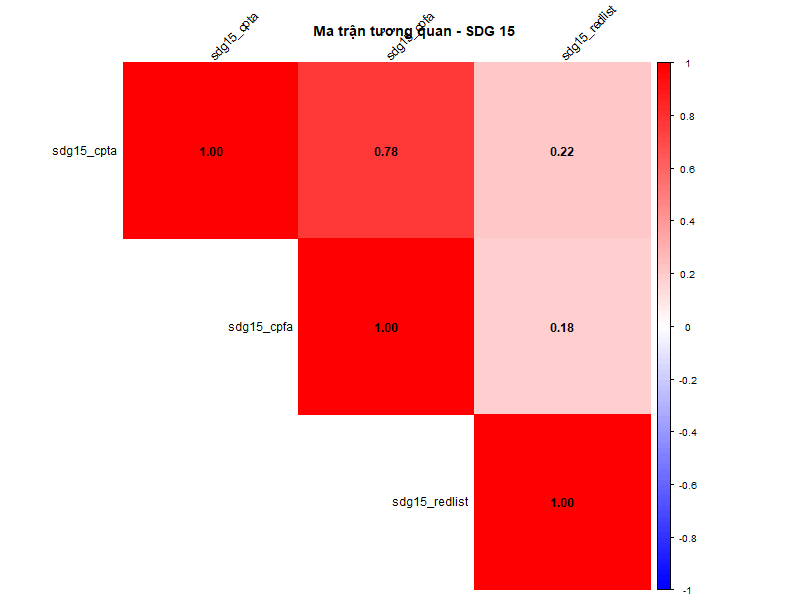 Ma trận tương quan - SDG 15
sdg15_cpta
sdg15_cpfa
sdg15_redlist
sdg15_cpta
1.00
0.78
0.22
sdg15_cpfa
1.00
0.18
sdg15_redlist
1.00
1
0.8
0.6
0.4
0.2
0
-0.2
-0.4
-0.6
-0.8
-1